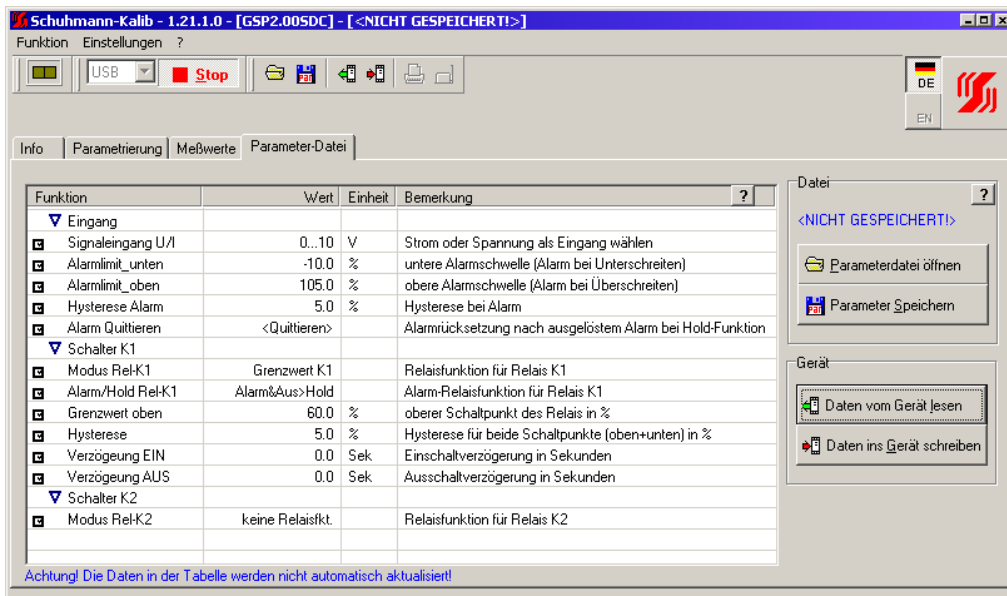 Schuhmann-Kalib - 1.21.1.0 - [GSP2.00SDC] - [<NICHT GESPEICHERT!>]
Funktion Einstellungen ?
USB Stop
DE
EN
Info Parametrierung Meßwerte Parameter-Datei
Funktion Wert Einheit Bemerkung ?
Eingang
Signaleingang U/I 0...10 V Strom oder Spannung als Eingang wählen
Alarmlimit_unten -10.0 % untere Alarmschwelle (Alarm bei Unterschreiten)
Alarmlimit_oben 105.0 % obere Alarmschwelle (Alarm bei Überschreiten)
Hysterese Alarm 5.0 % Hysterese bei Alarm
Alarm Quittieren <Quittieren> Alarmrücksetzung nach ausgelöstem Alarm bei Hold-Funktion
Schalter K1
Modus Rel-K1 Grenzwert K1 Relaisfunktion für Relais K1
Alarm/Hold Rel-K1 Alarm&Aus>Hold Alarm-Relaisfunktion für Relais K1
Grenzwert oben 60.0 % oberer Schaltpunkt des Relais in %
Hysterese 5.0 % Hysterese für beide Schaltpunkte (oben+unten) in %
Verzögeung EIN 0.0 Sek Einschaltverzögerung in Sekunden
Verzögeung AUS 0.0 Sek Ausschaltverzögerung in Sekunden
Schalter K2
Modus Rel-K2 keine Relaisfkt. Relaisfunktion für Relais K2
Achtung! Die Daten in der Tabelle werden nicht automatisch aktualisiert!
Datei
?
<NICHT GESPEICHERT!>
Parameterdatei öffnen
par Parameter Speichern
Gerät
Daten vom Gerät lesen
Daten ins Gerät schreiben